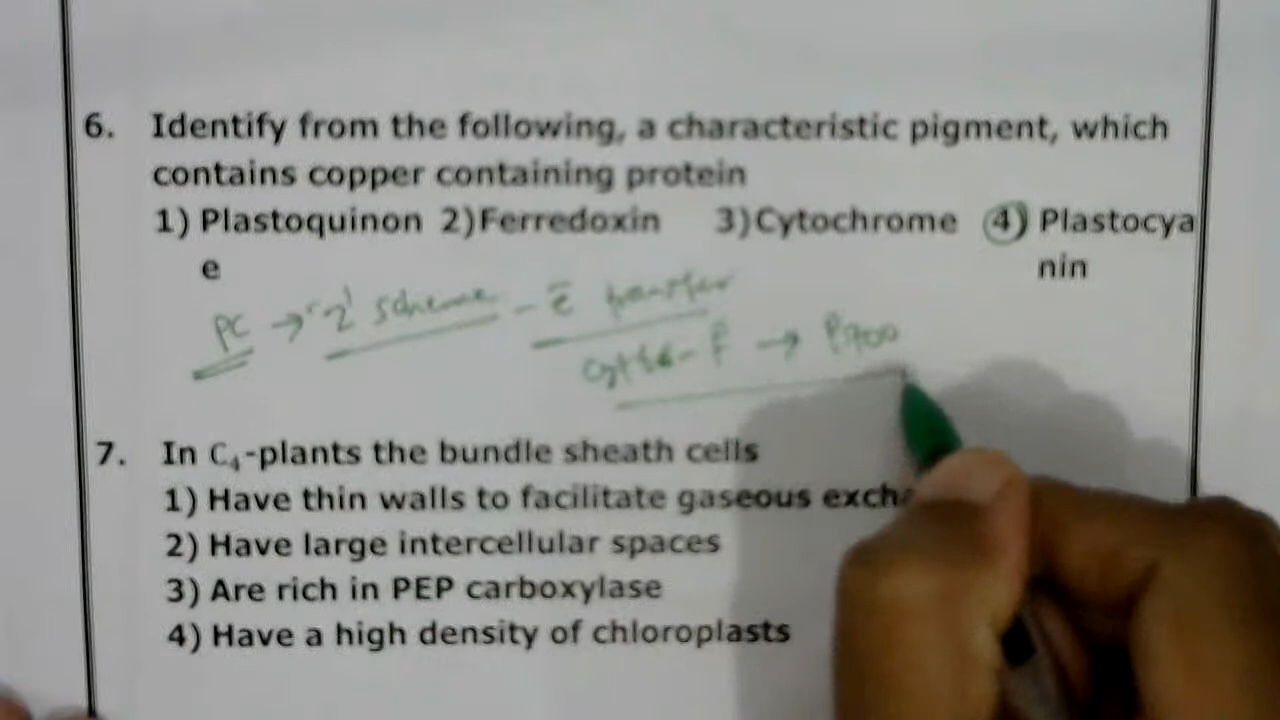 6. Identify from the following, a characteristic pigment, which
contains copper containing protein
1) Plastoquinon 2)Ferredoxin 3)Cytochrome 4) Plastocya
e nin
PC → 'Z' scheme - e̅ transfer
cytb6-f → P700
7. In C₄-plants the bundle sheath cells
1) Have thin walls to facilitate gaseous
2) Have large intercellular spaces
3) Are rich in PEP carboxylase
4) Have a high density of chloroplasts